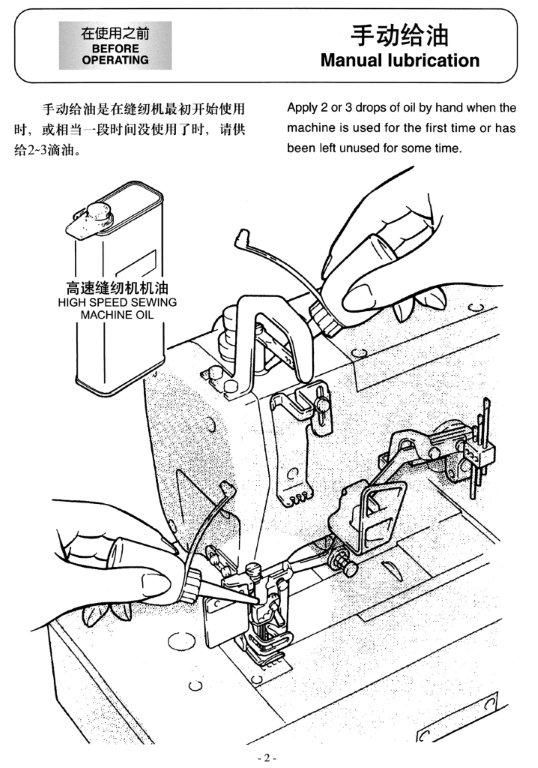 在使用之前
BEFORE
OPERATING
手动给油
Manual lubrication
手动给油是在缝纫机最初开始使用
时，或相当一段时间没使用了时，请供
给2~3滴油。
Apply 2 or 3 drops of oil by hand when the
machine is used for the first time or has
been left unused for some time.
高速缝纫机机油
HIGH SPEED SEWING
MACHINE OIL
- 2 -